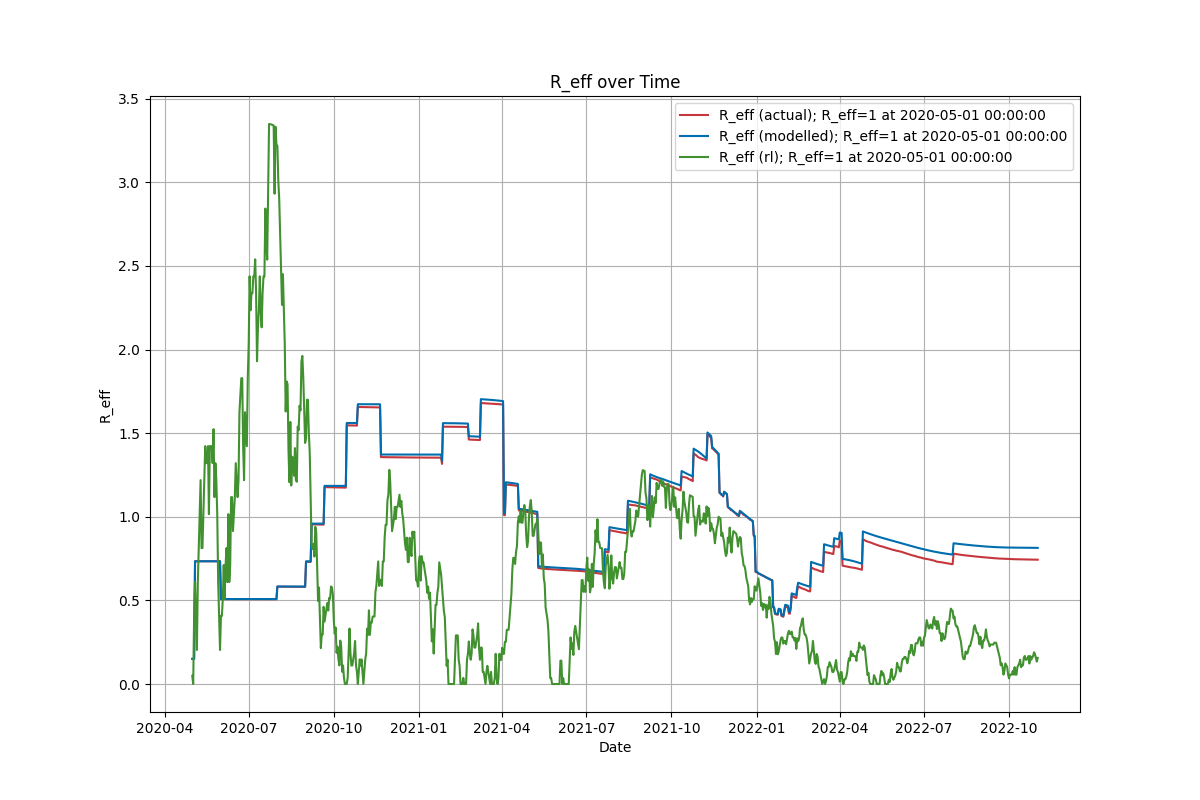 R_eff over Time
R_eff (actual); R_eff=1 at 2020-05-01 00:00:00
R_eff (modelled); R_eff=1 at 2020-05-01 00:00:00
R_eff (rl); R_eff=1 at 2020-05-01 00:00:00
R_eff
3.5
3.0
2.5
2.0
1.5
1.0
0.5
0.0
2020-04 2020-07 2020-10 2021-01 2021-04 2021-07 2021-10 2022-01 2022-04 2022-07 2022-10
Date